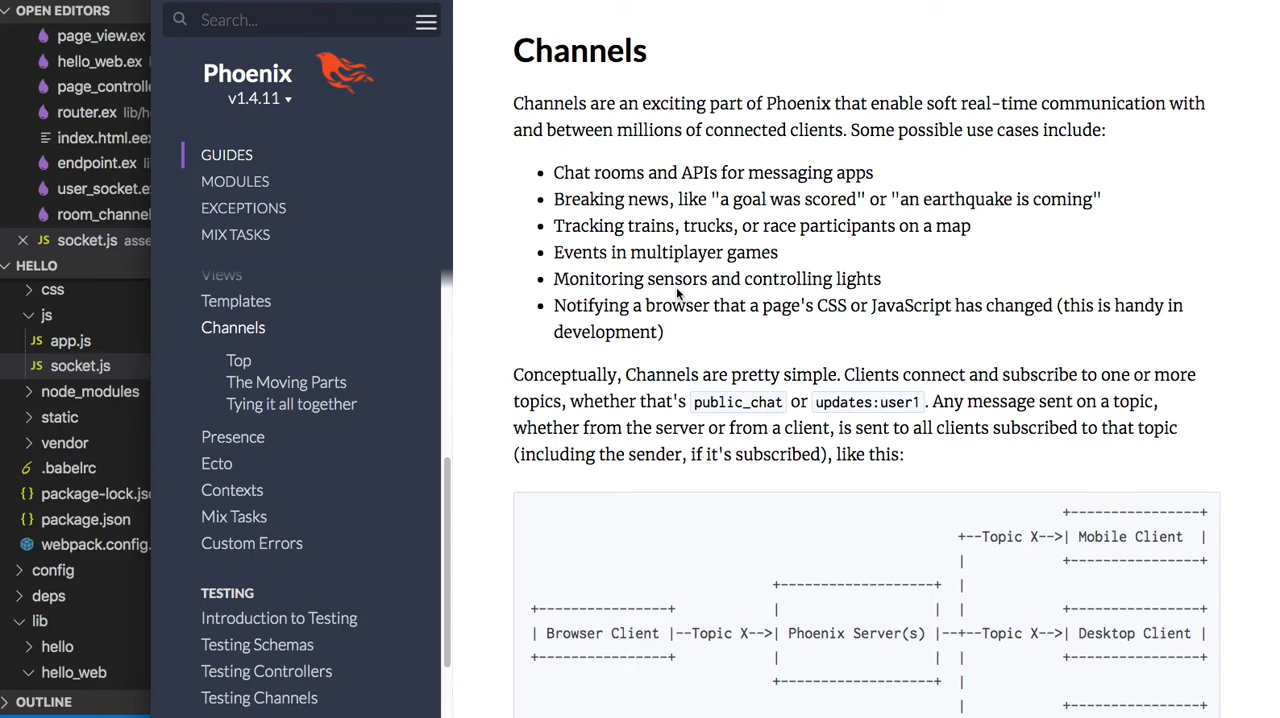 OPEN EDITORS
page_view.ex
hello_web.ex
page_controll
router.ex lib/h
index.html.eex
endpoint.ex lib
user_socket.ex
room_channel
JS socket.js asse
HELLO
css
js
JS app.js
JS socket.js
node_modules
static
vendor
.babelrc
{} package-lock.js
{} package.json
webpack.config.
config
deps
lib
hello
hello_web
OUTLINE
Search...
Phoenix
v1.4.11
GUIDES
MODULES
EXCEPTIONS
MIX TASKS
Views
Templates
Channels
Top
The Moving Parts
Tying it all together
Presence
Ecto
Contexts
Mix Tasks
Custom Errors
TESTING
Introduction to Testing
Testing Schemas
Testing Controllers
Testing Channels
Channels
Channels are an exciting part of Phoenix that enable soft real-time communication with
and between millions of connected clients. Some possible use cases include:
• Chat rooms and APIs for messaging apps
• Breaking news, like "a goal was scored" or "an earthquake is coming"
• Tracking trains, trucks, or race participants on a map
• Events in multiplayer games
• Monitoring sensors and controlling lights
• Notifying a browser that a page's CSS or JavaScript has changed (this is handy in
development)
Conceptually, Channels are pretty simple. Clients connect and subscribe to one or more
topics, whether that's public_chat or updates:user1. Any message sent on a topic,
whether from the server or from a client, is sent to all clients subscribed to that topic
(including the sender, if it's subscribed), like this:
+----------------+
+--Topic X-->| Mobile Client |
| +----------------+
+-------------------+ |
+----------------+ | | | +----------------+
| Browser Client |--Topic X-->| Phoenix Server(s) |--+--Topic X-->| Desktop Client |
+----------------+ | | | +----------------+
+-------------------+ |
| +----------------+